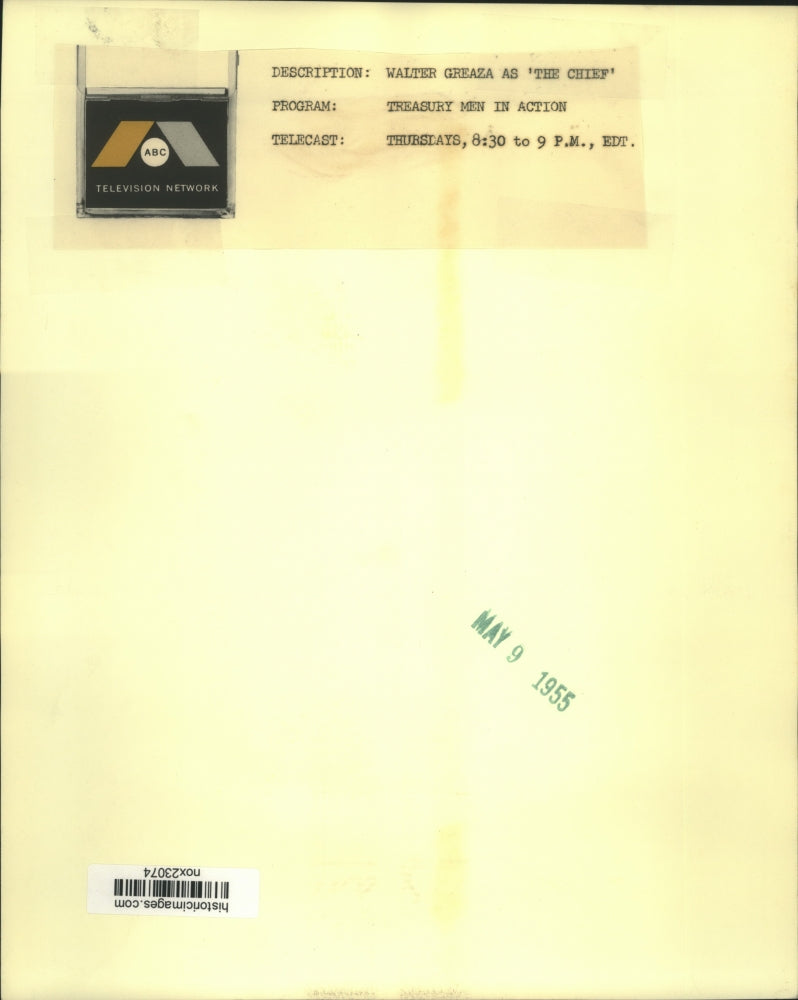 DESCRIPTION: WALTER GREAZA AS 'THE CHIEF'
PROGRAM: TREASURY MEN IN ACTION
TELECAST: THURSDAYS, 8:30 to 9 P.M., EDT.
ABC
TELEVISION NETWORK
MAY 9 1955
historicimages.com
nox23074